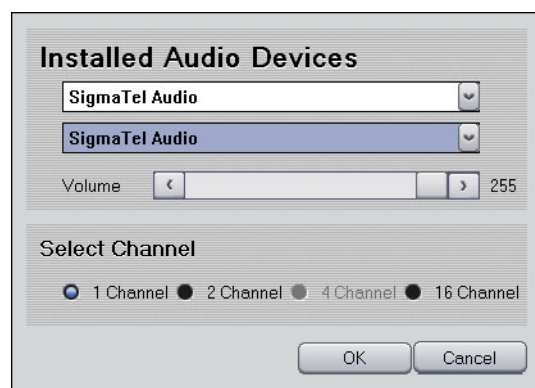 Installed Audio Devices
SigmaTel Audio
SigmaTel Audio
Volume 255
Select Channel
1 Channel 2 Channel 4 Channel 16 Channel
OK Cancel